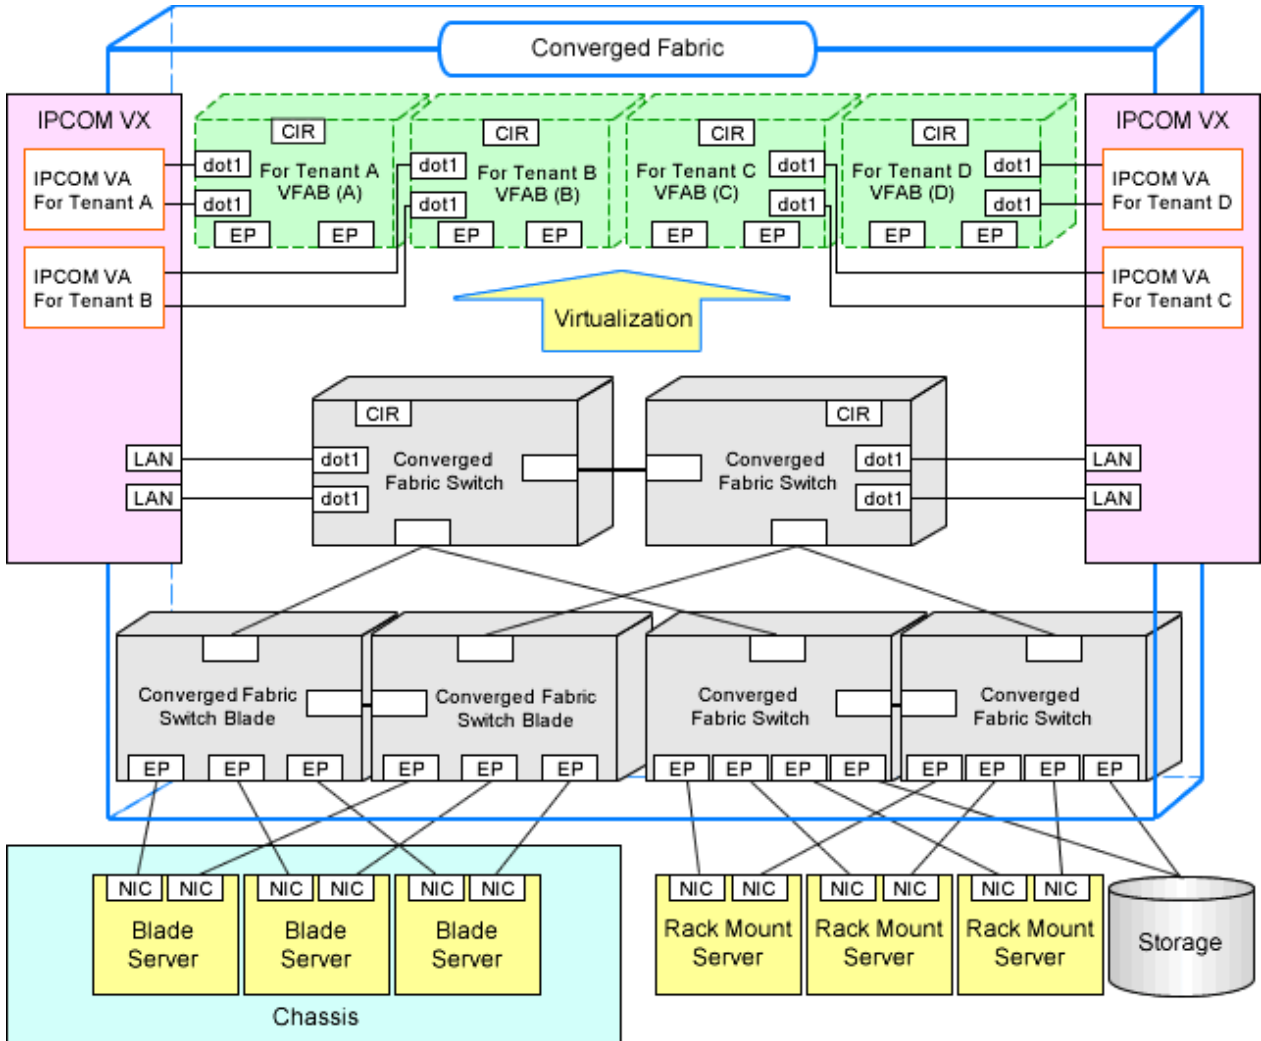 Converged Fabric
IPCOM VX
IPCOM VA
For Tenant A
IPCOM VA
For Tenant B
LAN
LAN
CIR
dot1
For Tenant A
VFAB (A)
dot1
EP
EP
CIR
dot1
For Tenant B
VFAB (B)
dot1
EP
EP
CIR
For Tenant C
VFAB (C)
dot1
dot1
EP
EP
CIR
For Tenant D
VFAB (D)
dot1
dot1
EP
EP
IPCOM VX
IPCOM VA
For Tenant D
IPCOM VA
For Tenant C
LAN
LAN
Virtualization
CIR
dot1
dot1
Converged
Fabric Switch
CIR
Converged
Fabric Switch
dot1
dot1
Converged Fabric
Switch Blade
EP
EP
EP
Converged Fabric
Switch Blade
EP
EP
EP
Converged
Fabric Switch
EP
EP
EP
EP
Converged
Fabric Switch
EP
EP
EP
EP
NIC
NIC
Blade
Server
NIC
NIC
Blade
Server
NIC
NIC
Blade
Server
Chassis
NIC
NIC
Rack Mount
Server
NIC
NIC
Rack Mount
Server
NIC
NIC
Rack Mount
Server
Storage